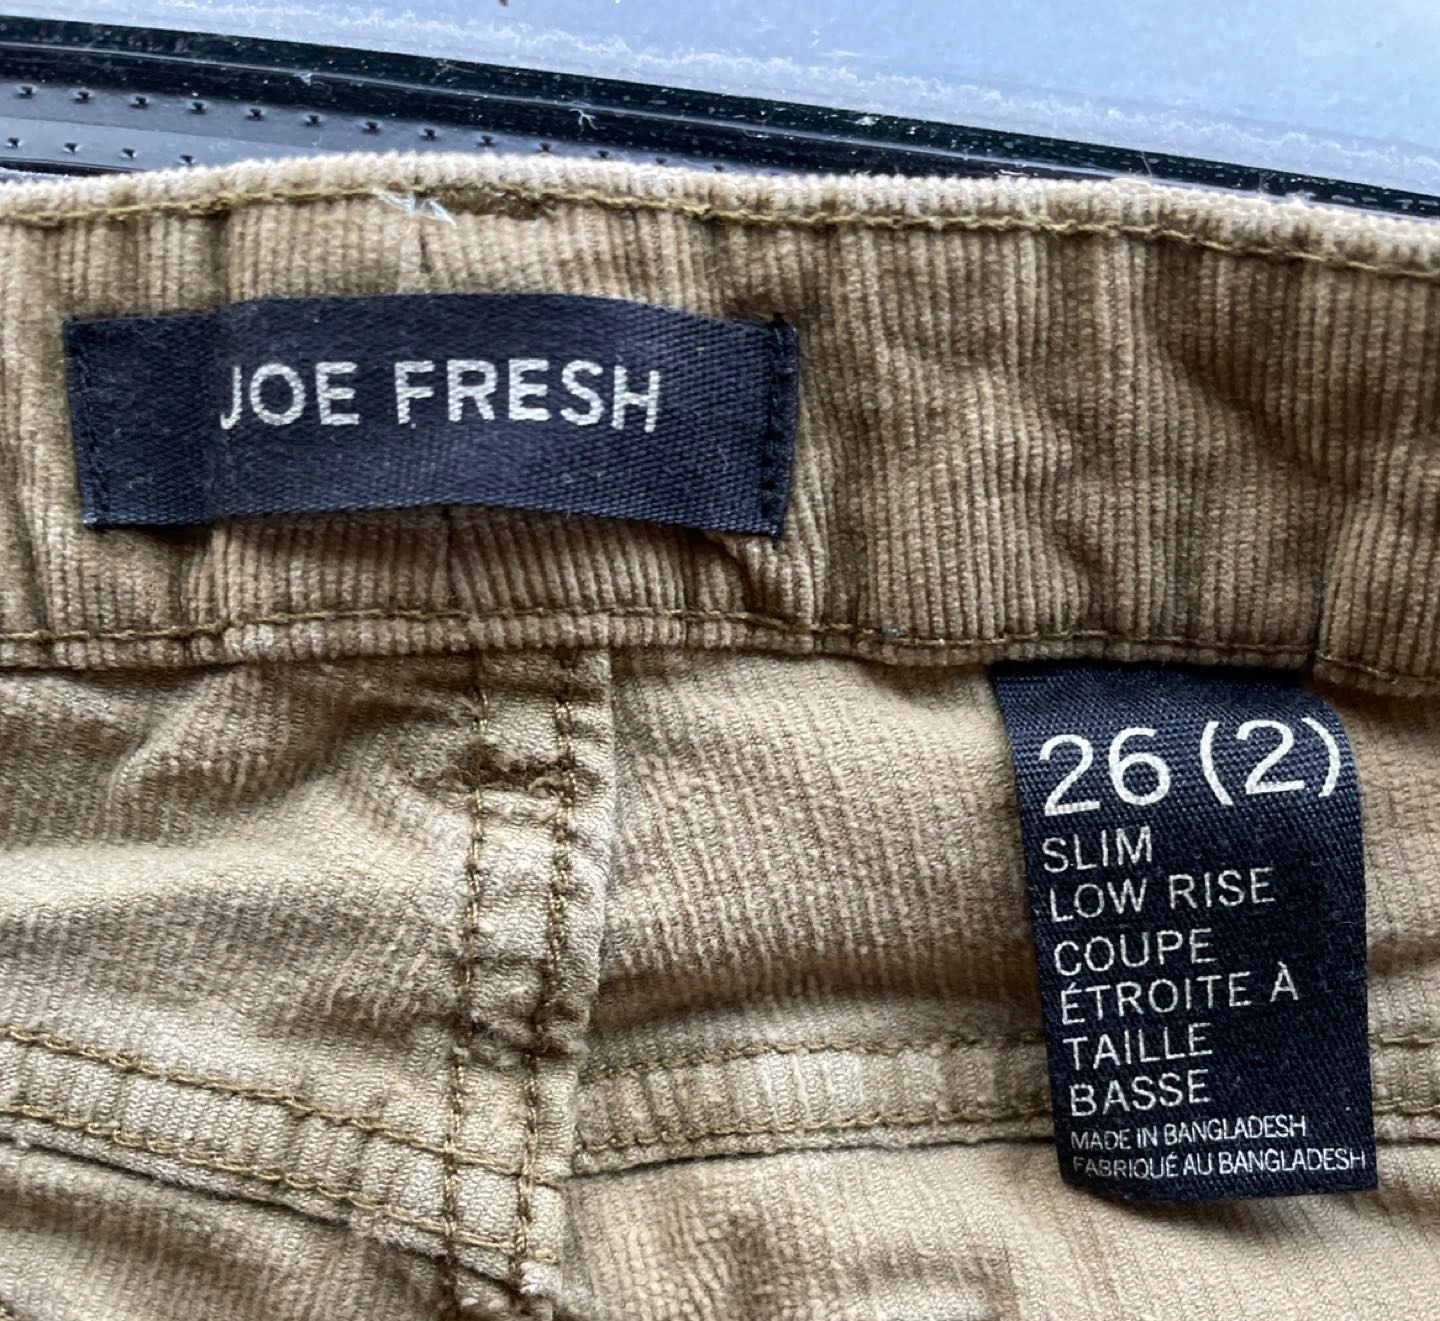 JOE FRESH
26 (2)
SLIM
LOW RISE
COUPE
ÉTROITE À
TAILLE
BASSE
MADE IN BANGLADESH
FABRIQUÉ AU BANGLADESH